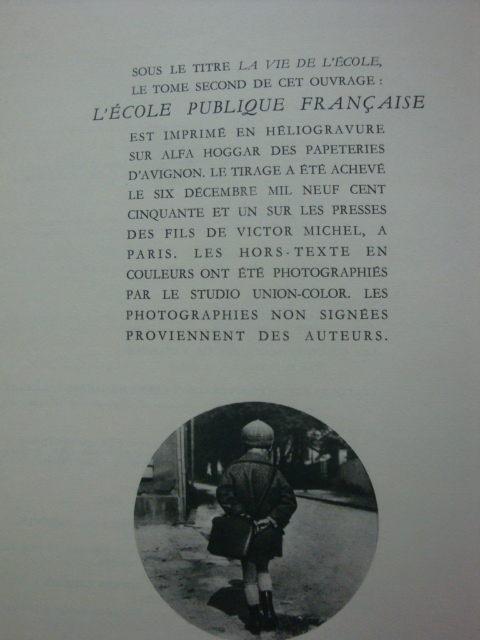 SOUS LE TITRE LA VIE DE L'ÉCOLE,
LE TOME SECOND DE CET OUVRAGE :
L'ÉCOLE PUBLIQUE FRANÇAISE
EST IMPRIMÉ EN HÉLIOGRAVURE
SUR ALFA HOGGAR DES PAPETERIES
D'AVIGNON. LE TIRAGE A ÉTÉ ACHEVÉ
LE SIX DÉCEMBRE MIL NEUF CENT
CINQUANTE ET UN SUR LES PRESSES
DES FILS DE VICTOR MICHEL, A
PARIS. LES HORS-TEXTE EN
COULEURS ONT ÉTÉ PHOTOGRAPHIÉS
PAR LE STUDIO UNION-COLOR. LES
PHOTOGRAPHIES NON SIGNÉES
PROVIENNENT DES AUTEURS.